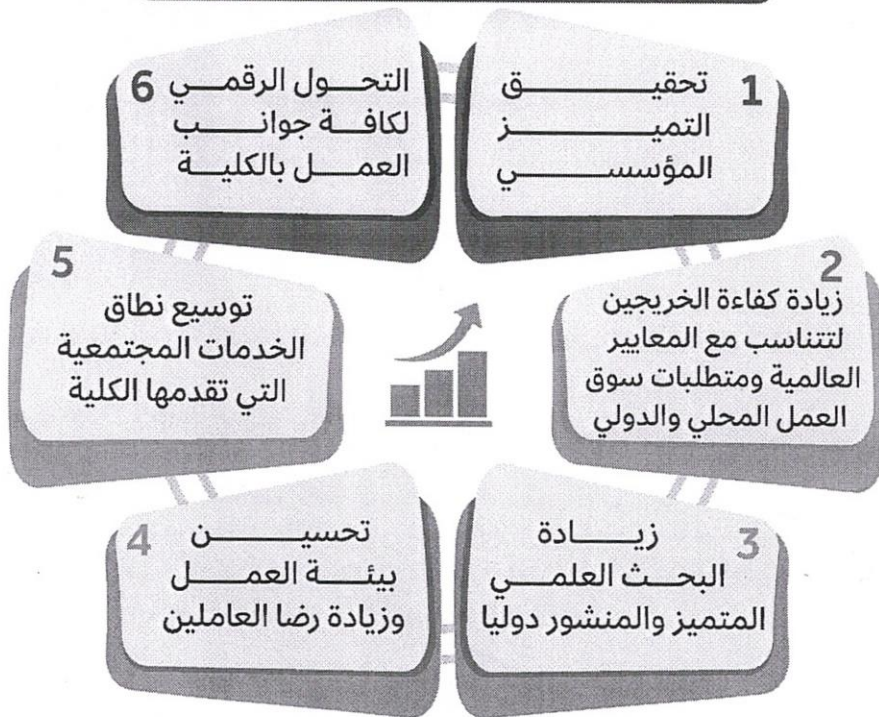 1
تحقيق
التميز
المؤسسي
2
زيادة كفاءة الخريجين
لتتناسب مع المعايير
العالمية ومتطلبات سوق
العمل المحلي والدولي
3
زيادة
البحث العلمي
المتميز والمنشور دوليا
4
تحسين
بيئة العمل
وزيادة رضا العاملين
5
توسيع نطاق
الخدمات المجتمعية
التي تقدمها الكلية
6
التحول الرقمي
لكافة جوانب
العمل بالكلية